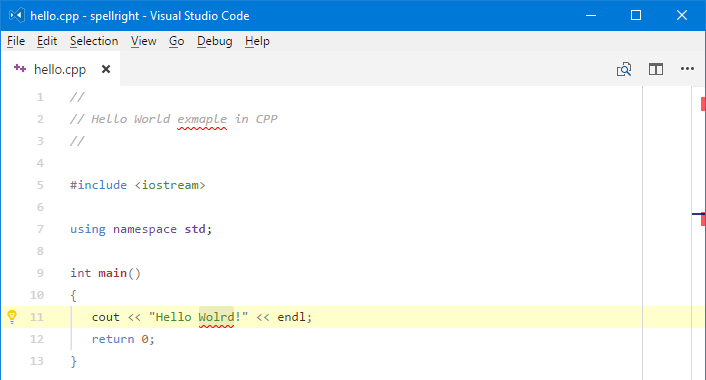 hello.cpp - spellright - Visual Studio Code
File Edit Selection View Go Debug Help
hello.cpp
1 //
2 // Hello World exmaple in CPP
3 //
4
5 #include <iostream>
6
7 using namespace std;
8
9 int main()
10 {
11 cout << "Hello Wolrd!" << endl;
12 return 0;
13 }